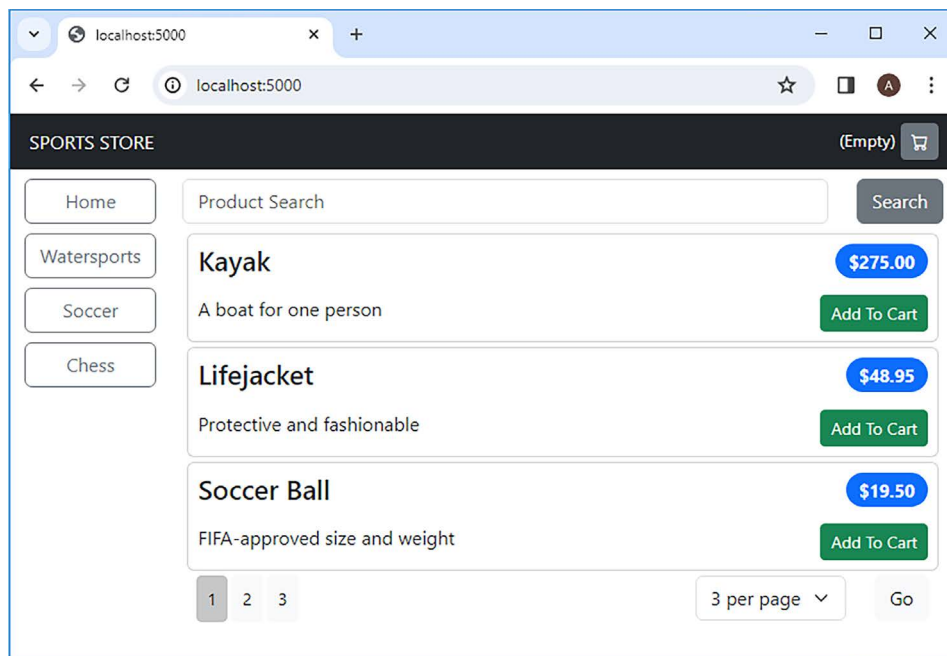 localhost:5000
localhost:5000
A
SPORTS STORE (Empty)
Home Product Search Search
Watersports
Soccer
Chess
Kayak $275.00
A boat for one person Add To Cart
Lifejacket $48.95
Protective and fashionable Add To Cart
Soccer Ball $19.50
FIFA-approved size and weight Add To Cart
1 2 3 3 per page Go